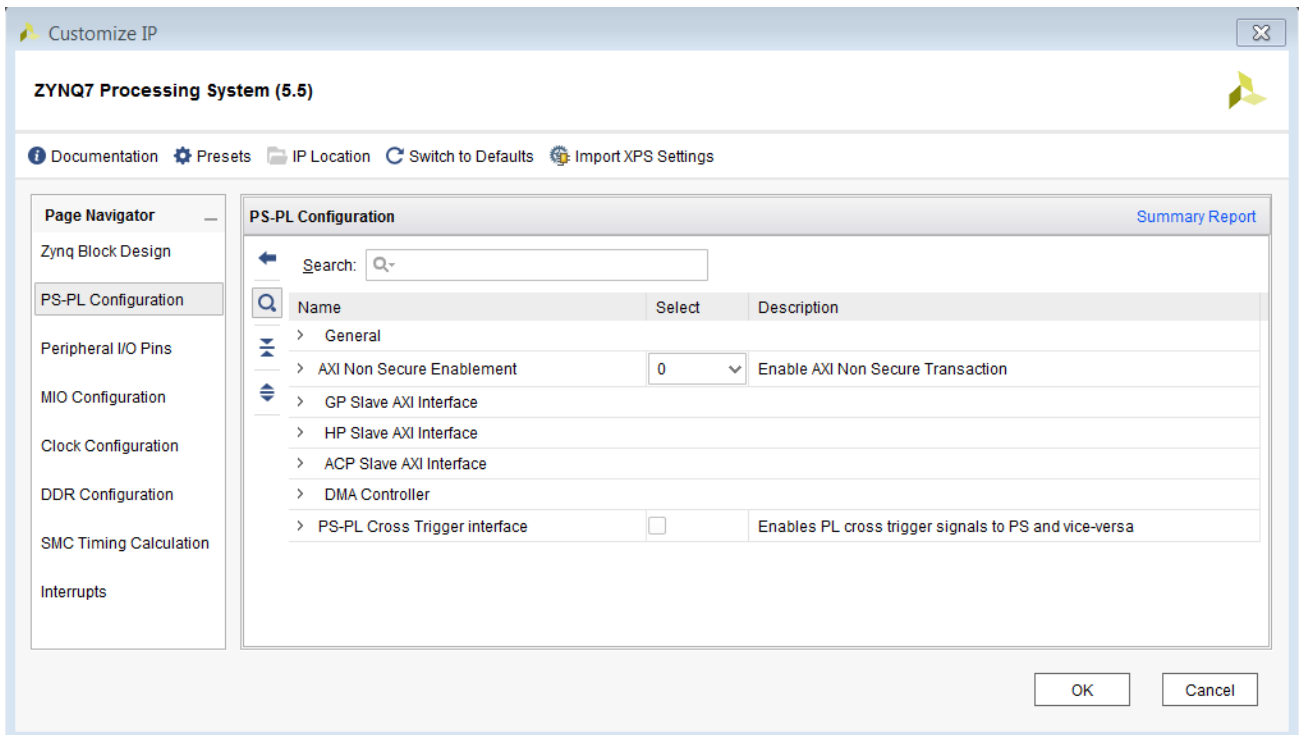 Customize IP
ZYNQ7 Processing System (5.5)
Documentation Presets IP Location Switch to Defaults Import XPS Settings
Page Navigator
Zynq Block Design
PS-PL Configuration
Peripheral I/O Pins
MIO Configuration
Clock Configuration
DDR Configuration
SMC Timing Calculation
Interrupts
PS-PL Configuration Summary Report
Search:
Name Select Description
General
AXI Non Secure Enablement 0 Enable AXI Non Secure Transaction
GP Slave AXI Interface
HP Slave AXI Interface
ACP Slave AXI Interface
DMA Controller
PS-PL Cross Trigger interface Enables PL cross trigger signals to PS and vice-versa
OK Cancel